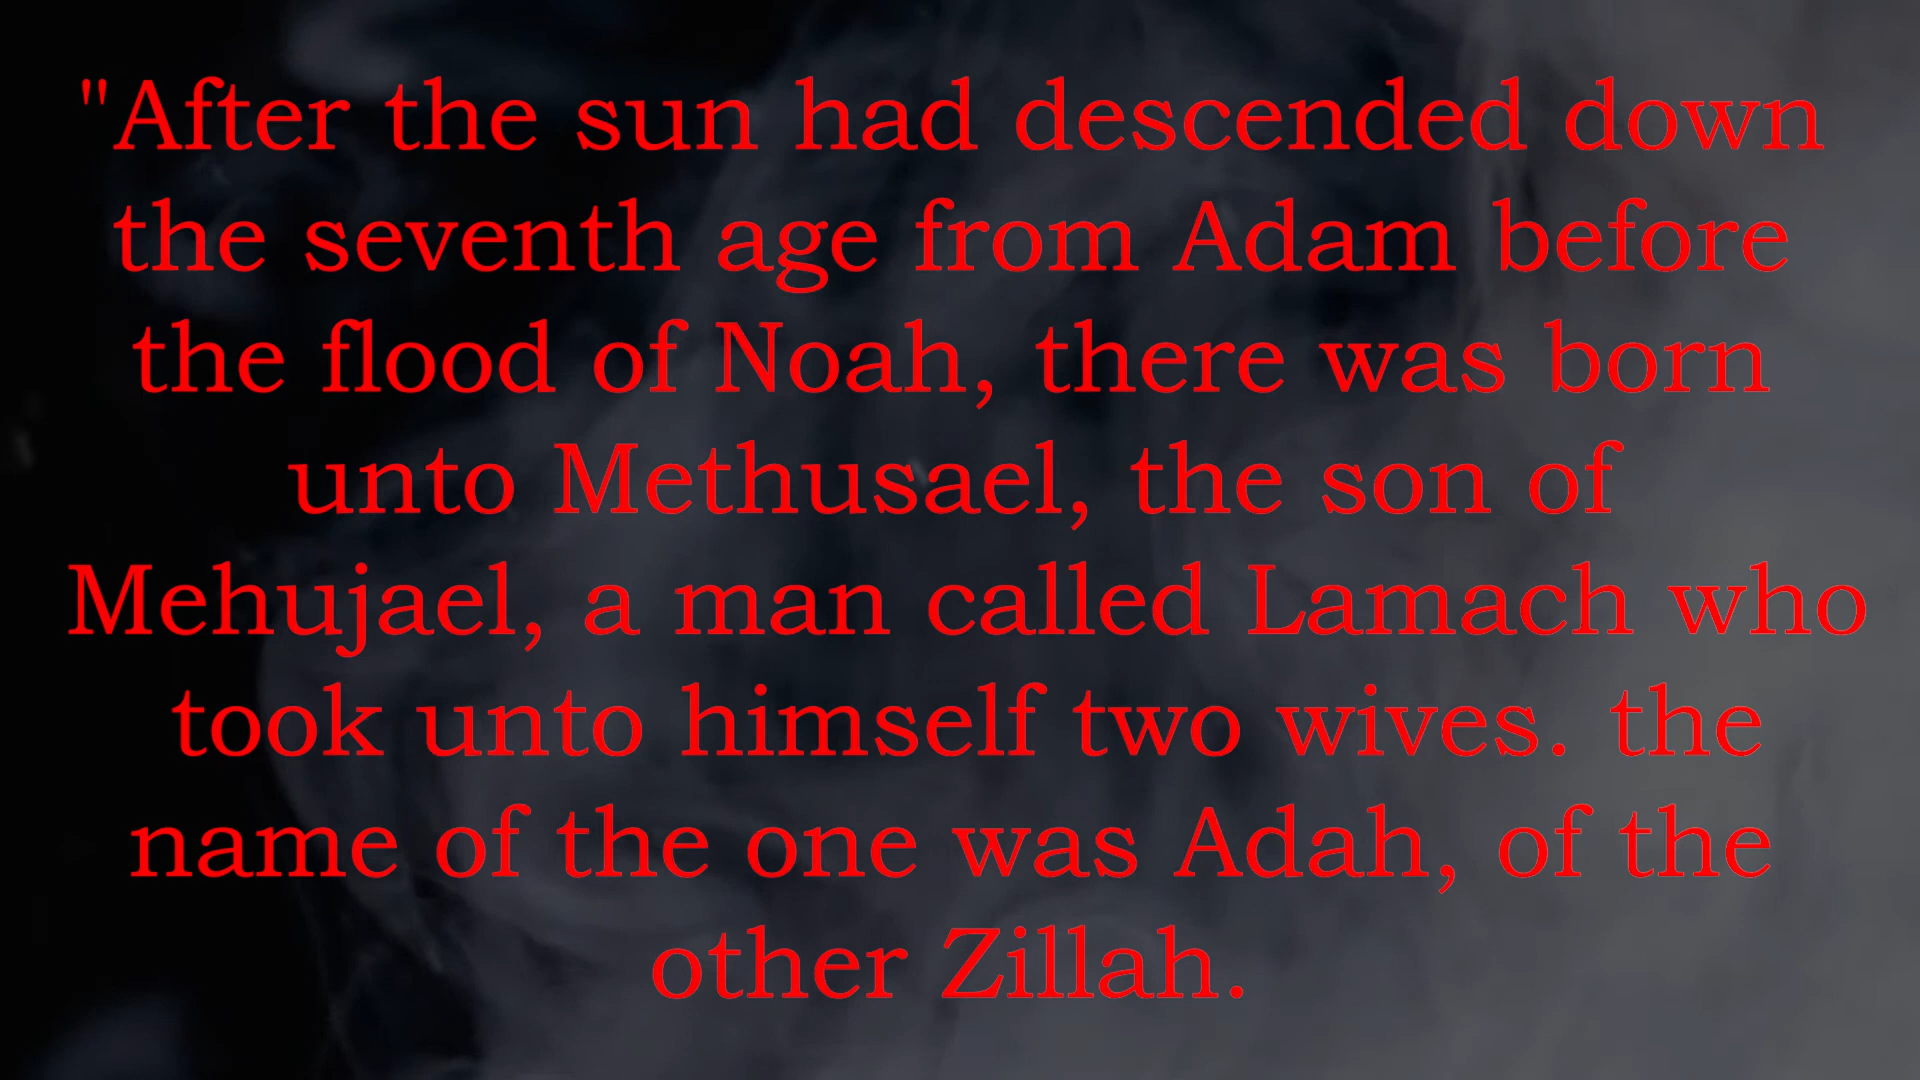 "After the sun had descended down
the seventh age from Adam before
the flood of Noah, there was born
unto Methusael, the son of
Mehujael, a man called Lamach who
took unto himself two wives. the
name of the one was Adah, of the
other Zillah.